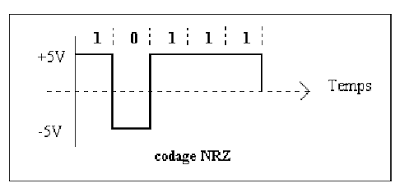 1 0 1 1 1
+5V
Temps
-5V
codage NRZ